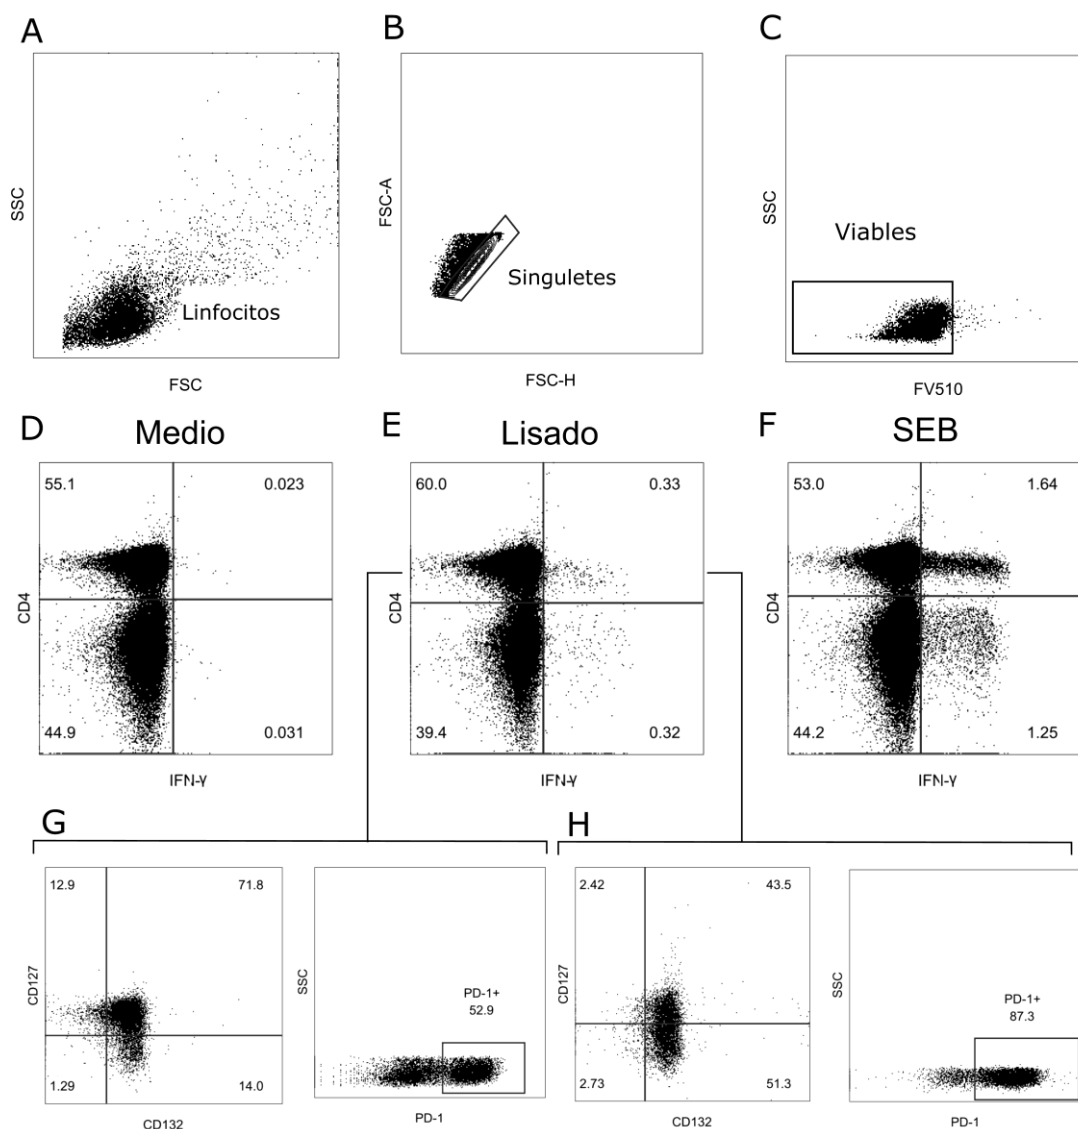 A
B
C
SSC
Linfocitos
FSC
FSC-A
Singuletes
FSC-H
SSC
Viables
FV510
D
Medio
E
Lisado
F
SEB
55.1
0.023
CD4
44.9
0.031
IFN-γ
60.0
0.33
CD4
39.4
0.32
IFN-γ
53.0
1.64
CD4
44.2
1.25
IFN-γ
G
H
12.9
71.8
CD127
1.29
14.0
CD132
SSC
PD-1+
52.9
PD-1
2.42
43.5
CD127
2.73
51.3
CD132
SSC
PD-1+
87.3
PD-1